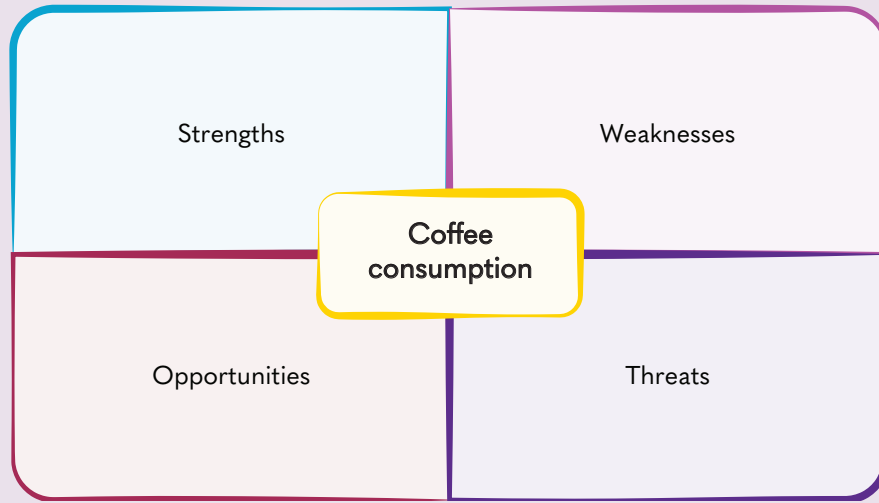 Strengths
Weaknesses
Coffee
consumption
Opportunities
Threats